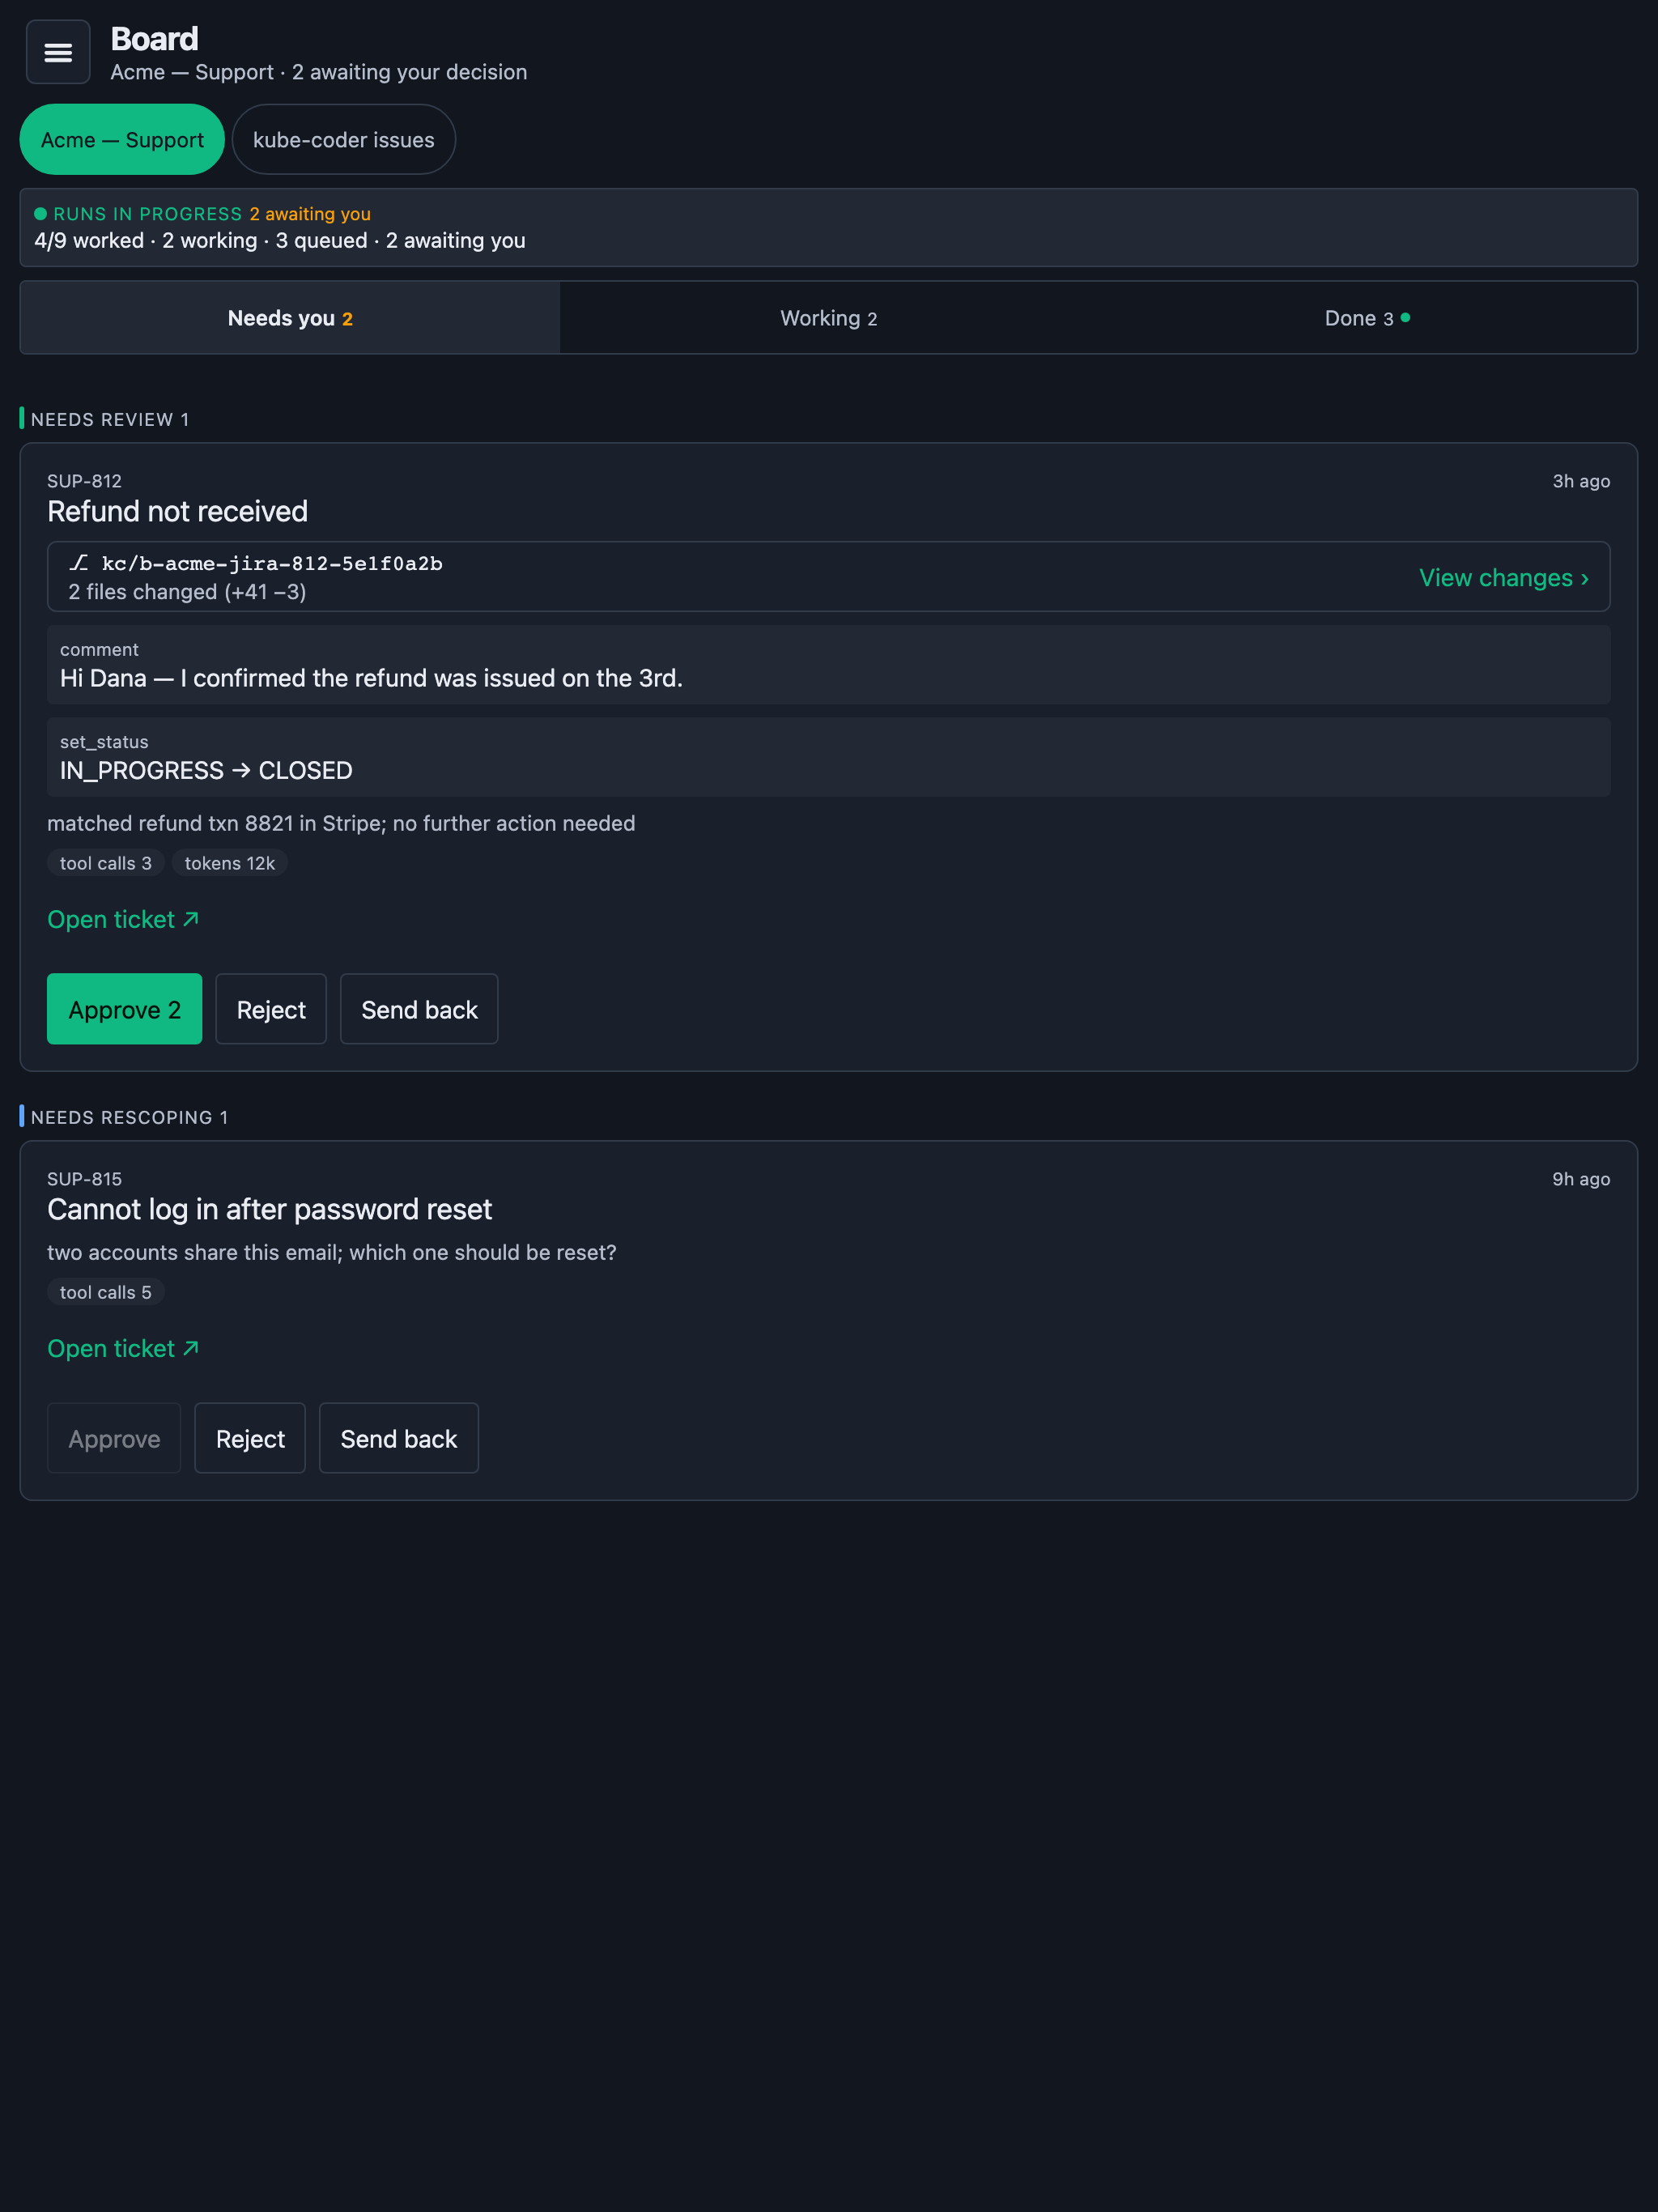 Board
Acme — Support · 2 awaiting your decision
Acme — Support
kube-coder issues
RUNS IN PROGRESS 2 awaiting you
4/9 worked · 2 working · 3 queued · 2 awaiting you
Needs you 2
Working 2
Done 3
NEEDS REVIEW 1
SUP-812
3h ago
Refund not received
kc/b-acme-jira-812-5e1f0a2b
2 files changed (+41 −3)
View changes ›
comment
Hi Dana — I confirmed the refund was issued on the 3rd.
set_status
IN_PROGRESS → CLOSED
matched refund txn 8821 in Stripe; no further action needed
tool calls 3
tokens 12k
Open ticket ↗
Approve 2
Reject
Send back
NEEDS RESCOPING 1
SUP-815
9h ago
Cannot log in after password reset
two accounts share this email; which one should be reset?
tool calls 5
Open ticket ↗
Approve
Reject
Send back